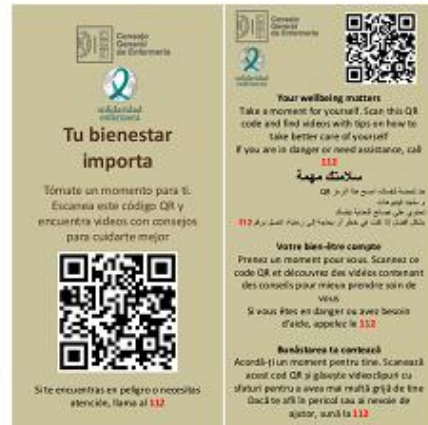 Consejo
General
de Enfermería
solidaridad
enfermera
Tu bienestar
importa
Tómate un momento para ti.
Escanea este código QR y
encuentra videos con consejos
para cuidarte mejor
Si te encuentras en peligro o necesitas
atención, llama al 112
Consejo
General
de Enfermería
solidaridad
enfermera
Your wellbeing matters
Take a moment for yourself. Scan this QR
code and find videos with tips on how to
take better care of yourself
If you are in danger or need assistance, call
112
سلامتك مهمة
QR
112
Votre bien-être compte
Prenez un moment pour vous. Scannez ce
code QR et découvrez des vidéos contenant
des conseils pour mieux prendre soin de
vous
Si vous êtes en danger ou avez besoin
d'aide, appelez le 112
Bunăstarea ta contează
Acordă-ți un moment pentru tine. Scanează
acest cod QR și găsește videoclipuri cu
sfaturi pentru a avea mai multă grijă de tine
Dacă te afli în pericol sau ai nevoie de
ajutor, sună la 112